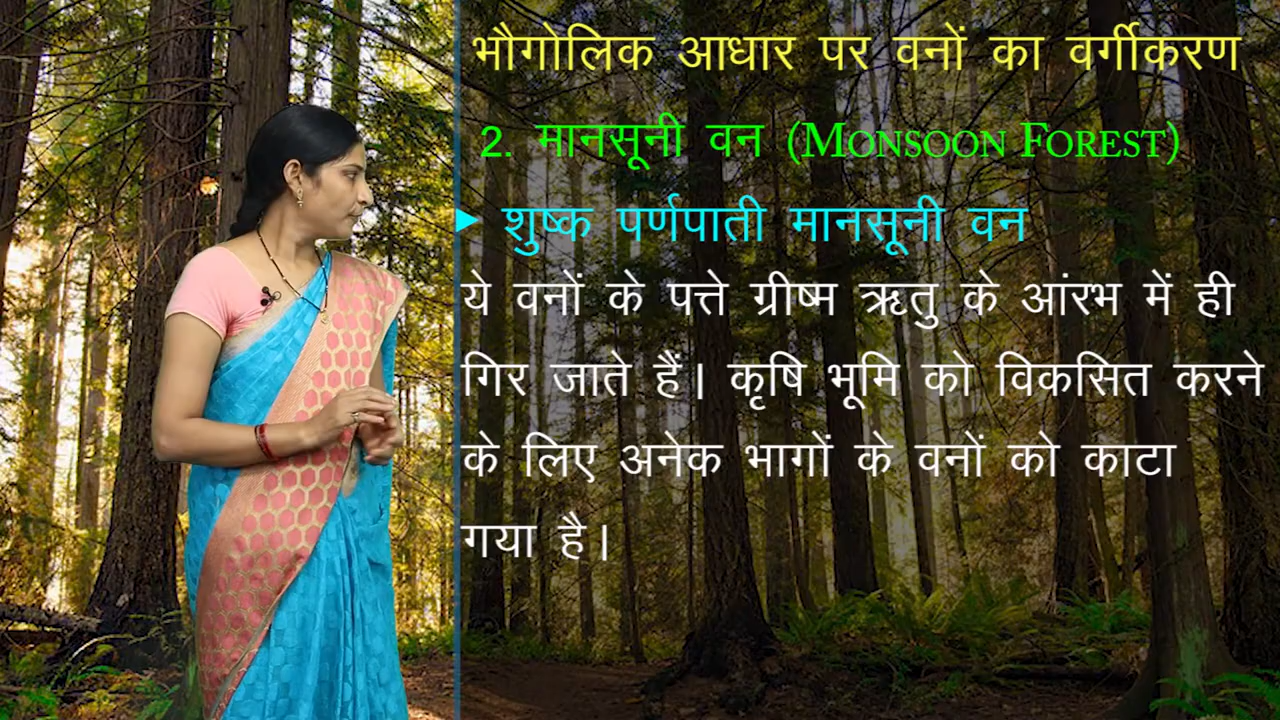 भौगोलिक आधार पर वनों का वर्गीकरण
2. मानसूनी वन (MONSOON FOREST)
शुष्क पर्णपाती मानसूनी वन
ये वनों के पत्ते ग्रीष्म ऋतु के आंरभ में ही
गिर जाते हैं। कृषि भूमि को विकसित करने
के लिए अनेक भागों के वनों को काटा
गया है।